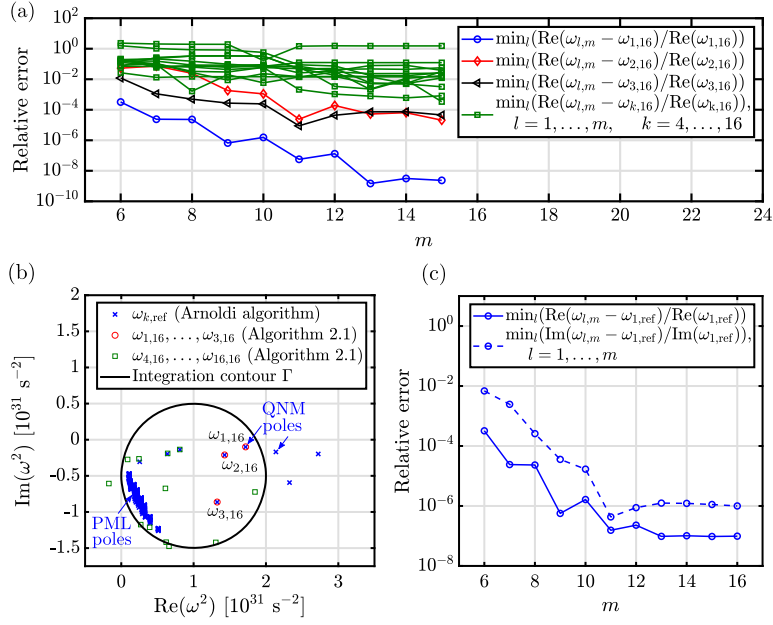 (a)
10^2
10^0
10^-2
10^-4
10^-6
10^-8
10^-10
Relative error
min_l(Re(ω_{l,m} − ω_{1,16})/Re(ω_{1,16}))
min_l(Re(ω_{l,m} − ω_{2,16})/Re(ω_{2,16}))
min_l(Re(ω_{l,m} − ω_{3,16})/Re(ω_{3,16}))
min_l(Re(ω_{l,m} − ω_{k,16})/Re(ω_{k,16})),
l = 1, . . . , m, k = 4, . . . , 16
6 8 10 12 14 16 18 20 22 24
m
(b)
2
1.5
1
0.5
0
-0.5
-1
-1.5
Im(ω^2) [10^31 s^−2]
ω_{k,ref} (Arnoldi algorithm)
ω_{1,16}, . . . , ω_{3,16} (Algorithm 2.1)
ω_{4,16}, . . . , ω_{16,16} (Algorithm 2.1)
Integration contour Γ
QNM
poles
ω_{1,16}
ω_{2,16}
ω_{3,16}
PML
poles
0 1 2 3
Re(ω^2) [10^31 s^−2]
(c)
10^0
10^-2
10^-4
10^-6
10^-8
Relative error
min_l(Re(ω_{l,m} − ω_{1,ref})/Re(ω_{1,ref}))
min_l(Im(ω_{l,m} − ω_{1,ref})/Im(ω_{1,ref})),
l = 1, . . . , m
6 8 10 12 14 16
m